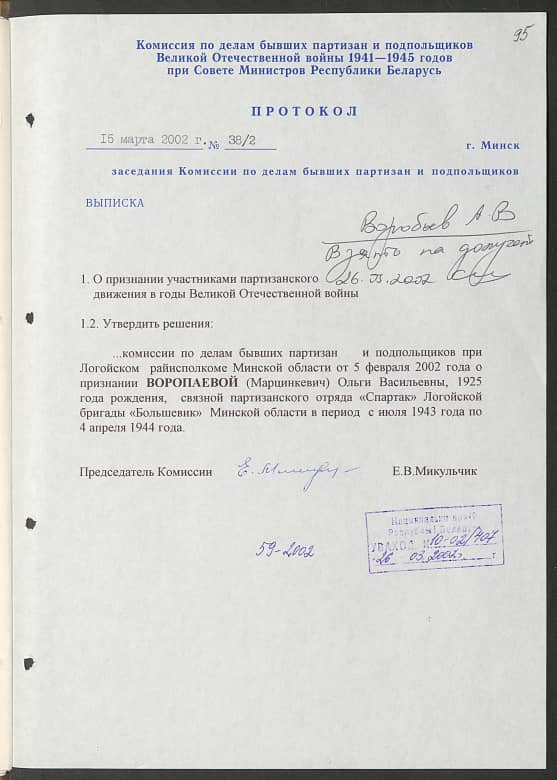 95
Комиссия по делам бывших партизан и подпольщиков
Великой Отечественной войны 1941—1945 годов
при Совете Министров Республики Беларусь
ПРОТОКОЛ
15 марта 2002 г. № 38/2
г. Минск
заседания Комиссии по делам бывших партизан и подпольщиков
ВЫПИСКА
Воробьев А.В
Взять на
26.03.2002
1. О признании участниками партизанского
движения в годы Великой Отечественной войны
1.2. Утвердить решения:
...комиссии по делам бывших партизан и подпольщиков при
Логойском райисполкоме Минской области от 5 февраля 2002 года о
признании ВОРОПАЕВОЙ (Марцинкевич) Ольги Васильевны, 1925
года рождения, связной партизанского отряда «Спартак» Логойской
бригады «Большевик» Минской области в период с июля 1943 года по
4 апреля 1944 года.
Председатель Комиссии
Е.В.Микульчик
59-2002
УВАХОД 10-02/707
26 03.2002 г